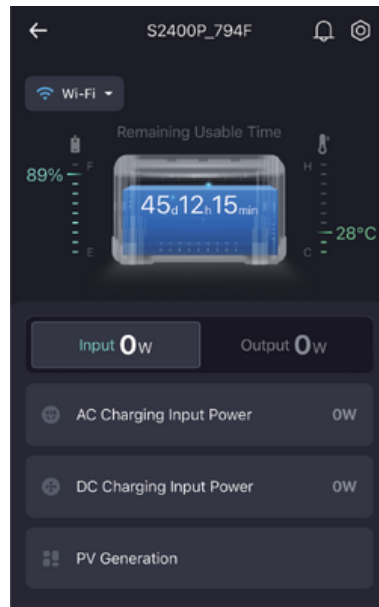 S2400P_794F
Wi-Fi
Remaining Usable Time
89%
F
E
45d12h15min
H
C
28°C
Input 0W
Output 0W
AC Charging Input Power 0W
DC Charging Input Power 0W
PV Generation